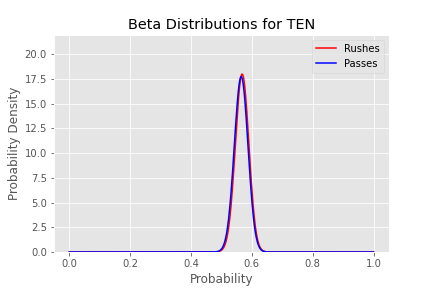 Beta Distributions for TEN
Rushes
Passes
Probability Density
20.0
17.5
15.0
12.5
10.0
7.5
5.0
2.5
0.0
0.0 0.2 0.4 0.6 0.8 1.0
Probability